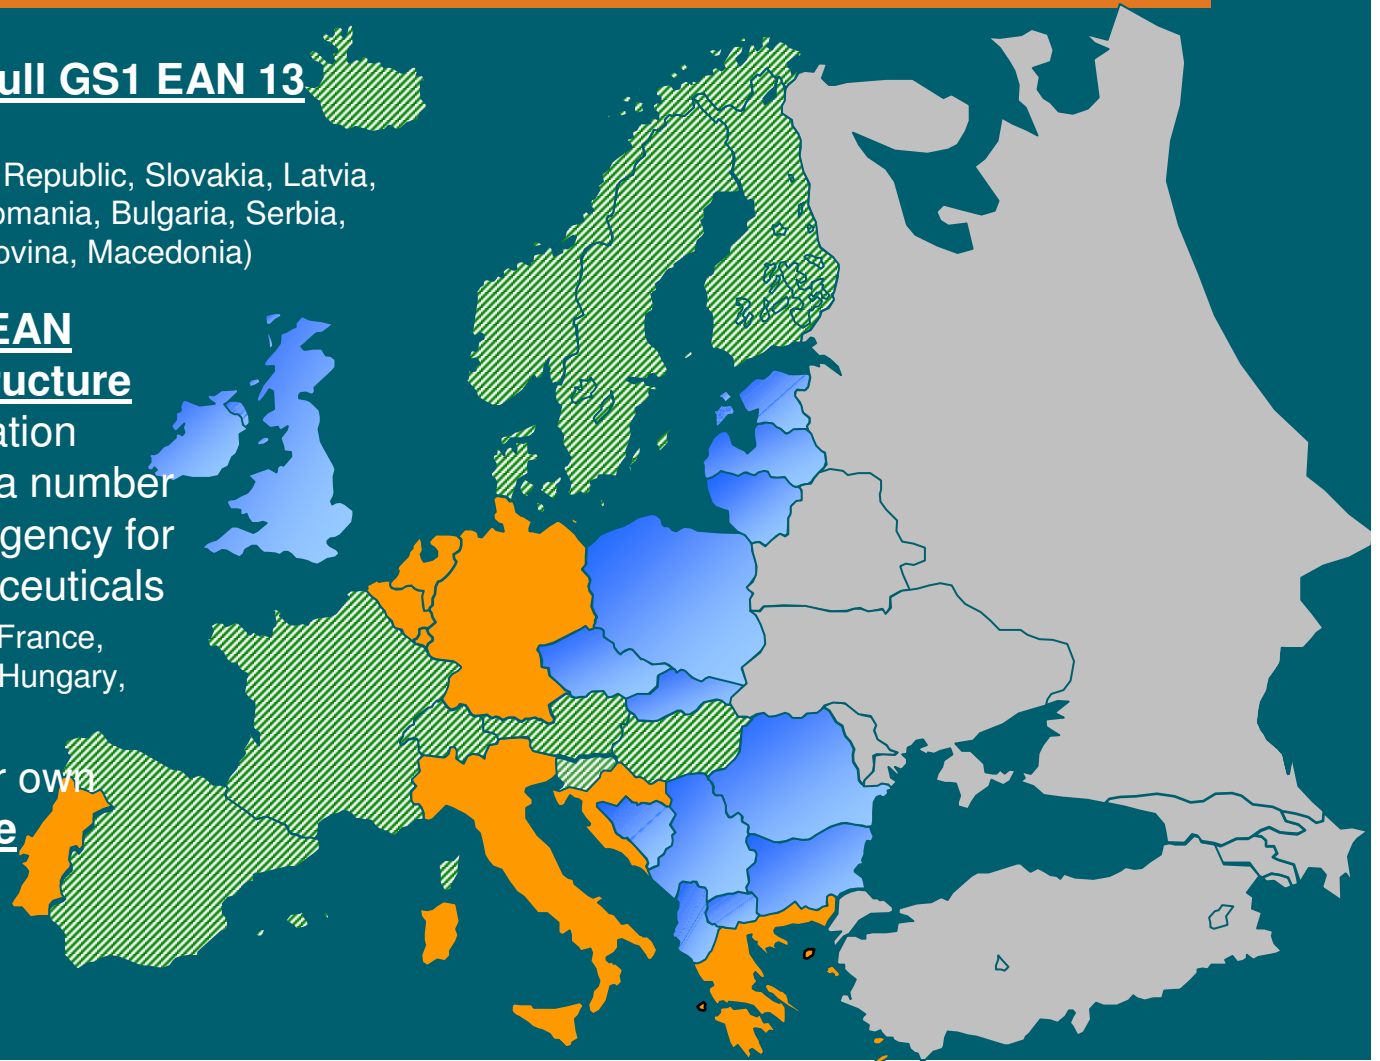 ull GS1 EAN 13
Republic, Slovakia, Latvia,
omania, Bulgaria, Serbia,
ovina, Macedonia)
EAN
ructure
ation
a number
gency for
ceuticals
France,
Hungary,
r own
e